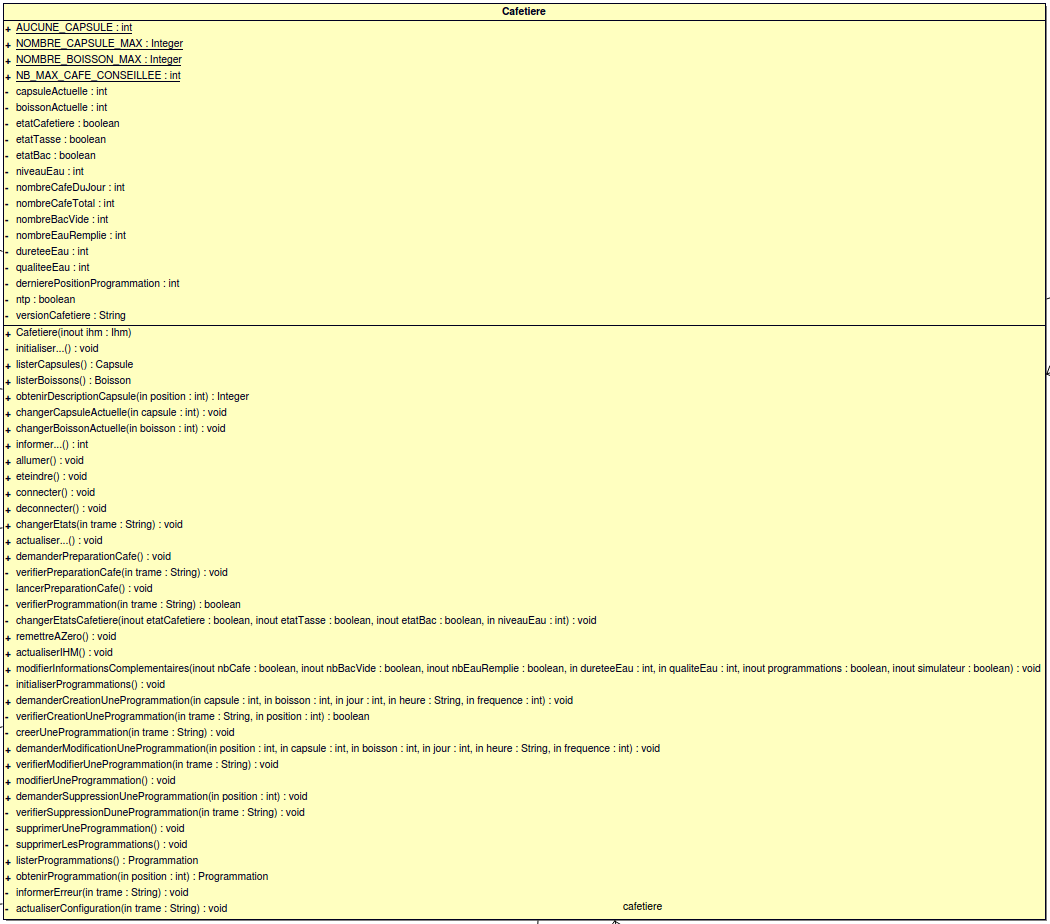 Cafetiere
+ AUCUNE_CAPSULE : int
+ NOMBRE_CAPSULE_MAX : Integer
+ NOMBRE_BOISSON_MAX : Integer
+ NB_MAX_CAFE_CONSEILLEE : int
- capsuleActuelle : int
- boissonActuelle : int
- etatCafetiere : boolean
- etatTasse : boolean
- etatBac : boolean
- niveauEau : int
- nombreCafeDuJour : int
- nombreCafeTotal : int
- nombreBacVide : int
- nombreEauRemplie : int
- dureteeEau : int
- qualiteeEau : int
- dernierePositionProgrammation : int
- ntp : boolean
- versionCafetiere : String
+ Cafetiere(inout ihm : Ihm)
- initialiser...() : void
+ listerCapsules() : Capsule
+ listerBoissons() : Boisson
+ obtenirDescriptionCapsule(in position : int) : Integer
+ changerCapsuleActuelle(in capsule : int) : void
+ changerBoissonActuelle(in boisson : int) : void
+ informer...() : int
+ allumer() : void
+ eteindre() : void
+ connecter() : void
+ deconnecter() : void
+ changerEtats(in trame : String) : void
+ actualiser...() : void
+ demanderPreparationCafe() : void
- verifierPreparationCafe(in trame : String) : void
- lancerPreparationCafe() : void
- verifierProgrammation(in trame : String) : boolean
- changerEtatsCafetiere(inout etatCafetiere : boolean, inout etatTasse : boolean, inout etatBac : boolean, in niveauEau : int) : void
+ remettreAZero() : void
+ actualiserIHM() : void
+ modifierInformationsComplementaires(inout nbCafe : boolean, inout nbBacVide : boolean, inout nbEauRemplie : boolean, in dureteeEau : int, in qualiteEau : int, inout programmations : boolean, inout simulateur : boolean) : void
- initialiserProgrammations() : void
+ demanderCreationUneProgrammation(in capsule : int, in boisson : int, in jour : int, in heure : String, in frequence : int) : void
- verifierCreationUneProgrammation(in trame : String, in position : int) : boolean
- creerUneProgrammation(in trame : String) : void
+ demanderModificationUneProgrammation(in position : int, in capsule : int, in boisson : int, in jour : int, in heure : String, in frequence : int) : void
+ verifierModifierUneProgrammation(in trame : String) : void
+ modifierUneProgrammation() : void
+ demanderSuppressionUneProgrammation(in position : int) : void
- verifierSuppressionDuneProgrammation(in trame : String) : void
- supprimerUneProgrammation() : void
- supprimerLesProgrammations() : void
+ listerProgrammations() : Programmation
+ obtenirProgrammation(in position : int) : Programmation
- informerErreur(in trame : String) : void
- actualiserConfiguration(in trame : String) : void
cafetiere